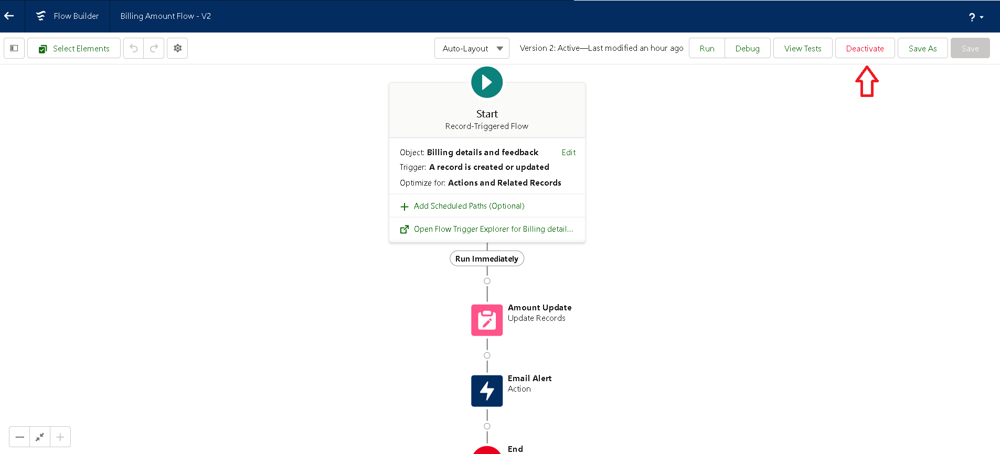 Flow Builder
Billing Amount Flow - V2
?
Select Elements
Auto-Layout
Version 2: Active—Last modified an hour ago
Run
Debug
View Tests
Deactivate
Save As
Save
Start
Record-Triggered Flow
Object: Billing details and feedback
Edit
Trigger: A record is created or updated
Optimize for: Actions and Related Records
Add Scheduled Paths (Optional)
Open Flow Trigger Explorer for Billing detail...
Run Immediately
Amount Update
Update Records
Email Alert
Action
End